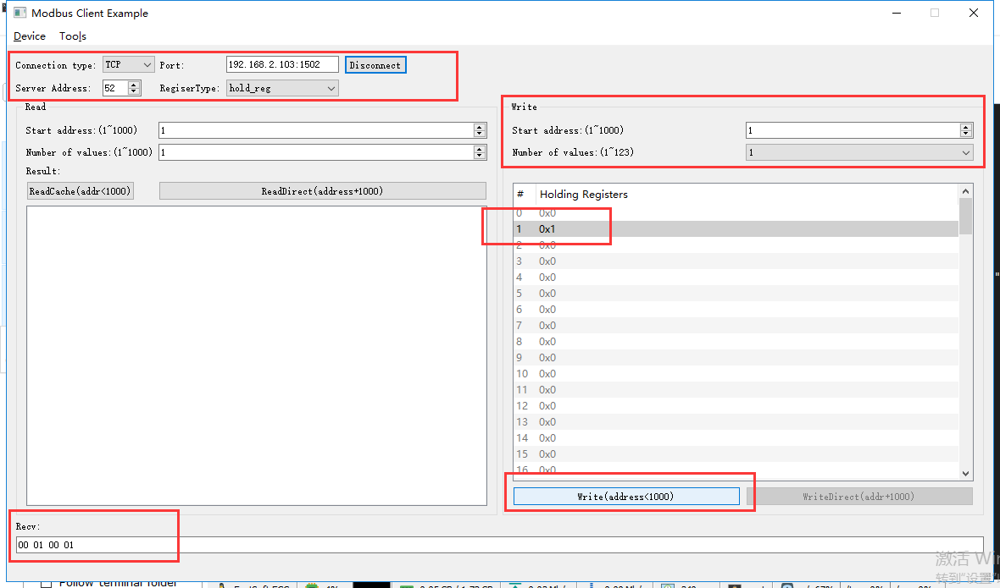 Modbus Client Example
Device Tools
Connection type: TCP Port: 192.168.2.103:1502 Disconnect
Server Address: 52 RegiserType: hold_reg
Read
Start address:(1~1000) 1
Number of values:(1~1000) 1
Result:
ReadCache(addr<1000) ReadDirect(address+1000)
Write
Start address:(1~1000) 1
Number of values:(1~123) 1
# Holding Registers
0 0x0
1 0x1
2 0x0
3 0x0
4 0x0
5 0x0
6 0x0
7 0x0
8 0x0
9 0x0
10 0x0
11 0x0
12 0x0
13 0x0
14 0x0
15 0x0
16 0x0
Write(address<1000) WriteDirect(addr+1000)
Recv:
00 01 00 01
激活 Win
转到"设置"
Follow terminal folder